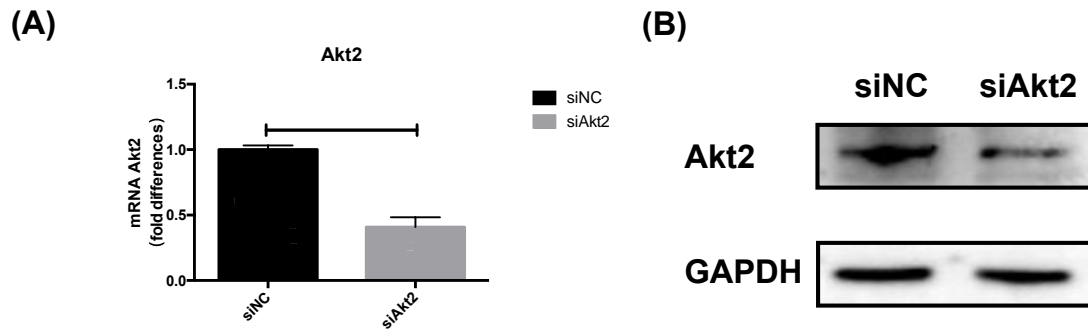 (A)
Akt2
1.5
1.0
0.5
0.0
mRNA Akt2
(fold differences)
siNC
siAkt2
siNC
siAkt2
(B)
siNC siAkt2
Akt2
GAPDH